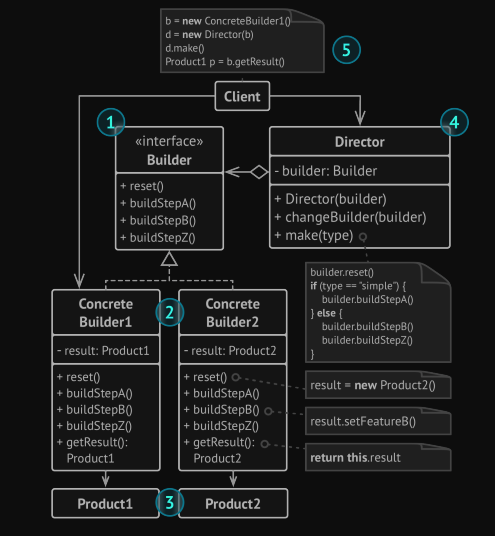 b = new ConcreteBuilder1()
d = new Director(b)
d.make()
Product1 p = b.getResult()
5
Client
1
«interface»
Builder
+ reset()
+ buildStepA()
+ buildStepB()
+ buildStepZ()
4
Director
- builder: Builder
+ Director(builder)
+ changeBuilder(builder)
+ make(type)
builder.reset()
if (type == "simple") {
builder.buildStepA()
} else {
builder.buildStepB()
builder.buildStepZ()
}
Concrete
Builder1
- result: Product1
+ reset()
+ buildStepA()
+ buildStepB()
+ buildStepZ()
+ getResult():
Product1
2
Concrete
Builder2
- result: Product2
+ reset()
+ buildStepA()
+ buildStepB()
+ buildStepZ()
+ getResult():
Product2
result = new Product2()
result.setFeatureB()
return this.result
Product1
3
Product2